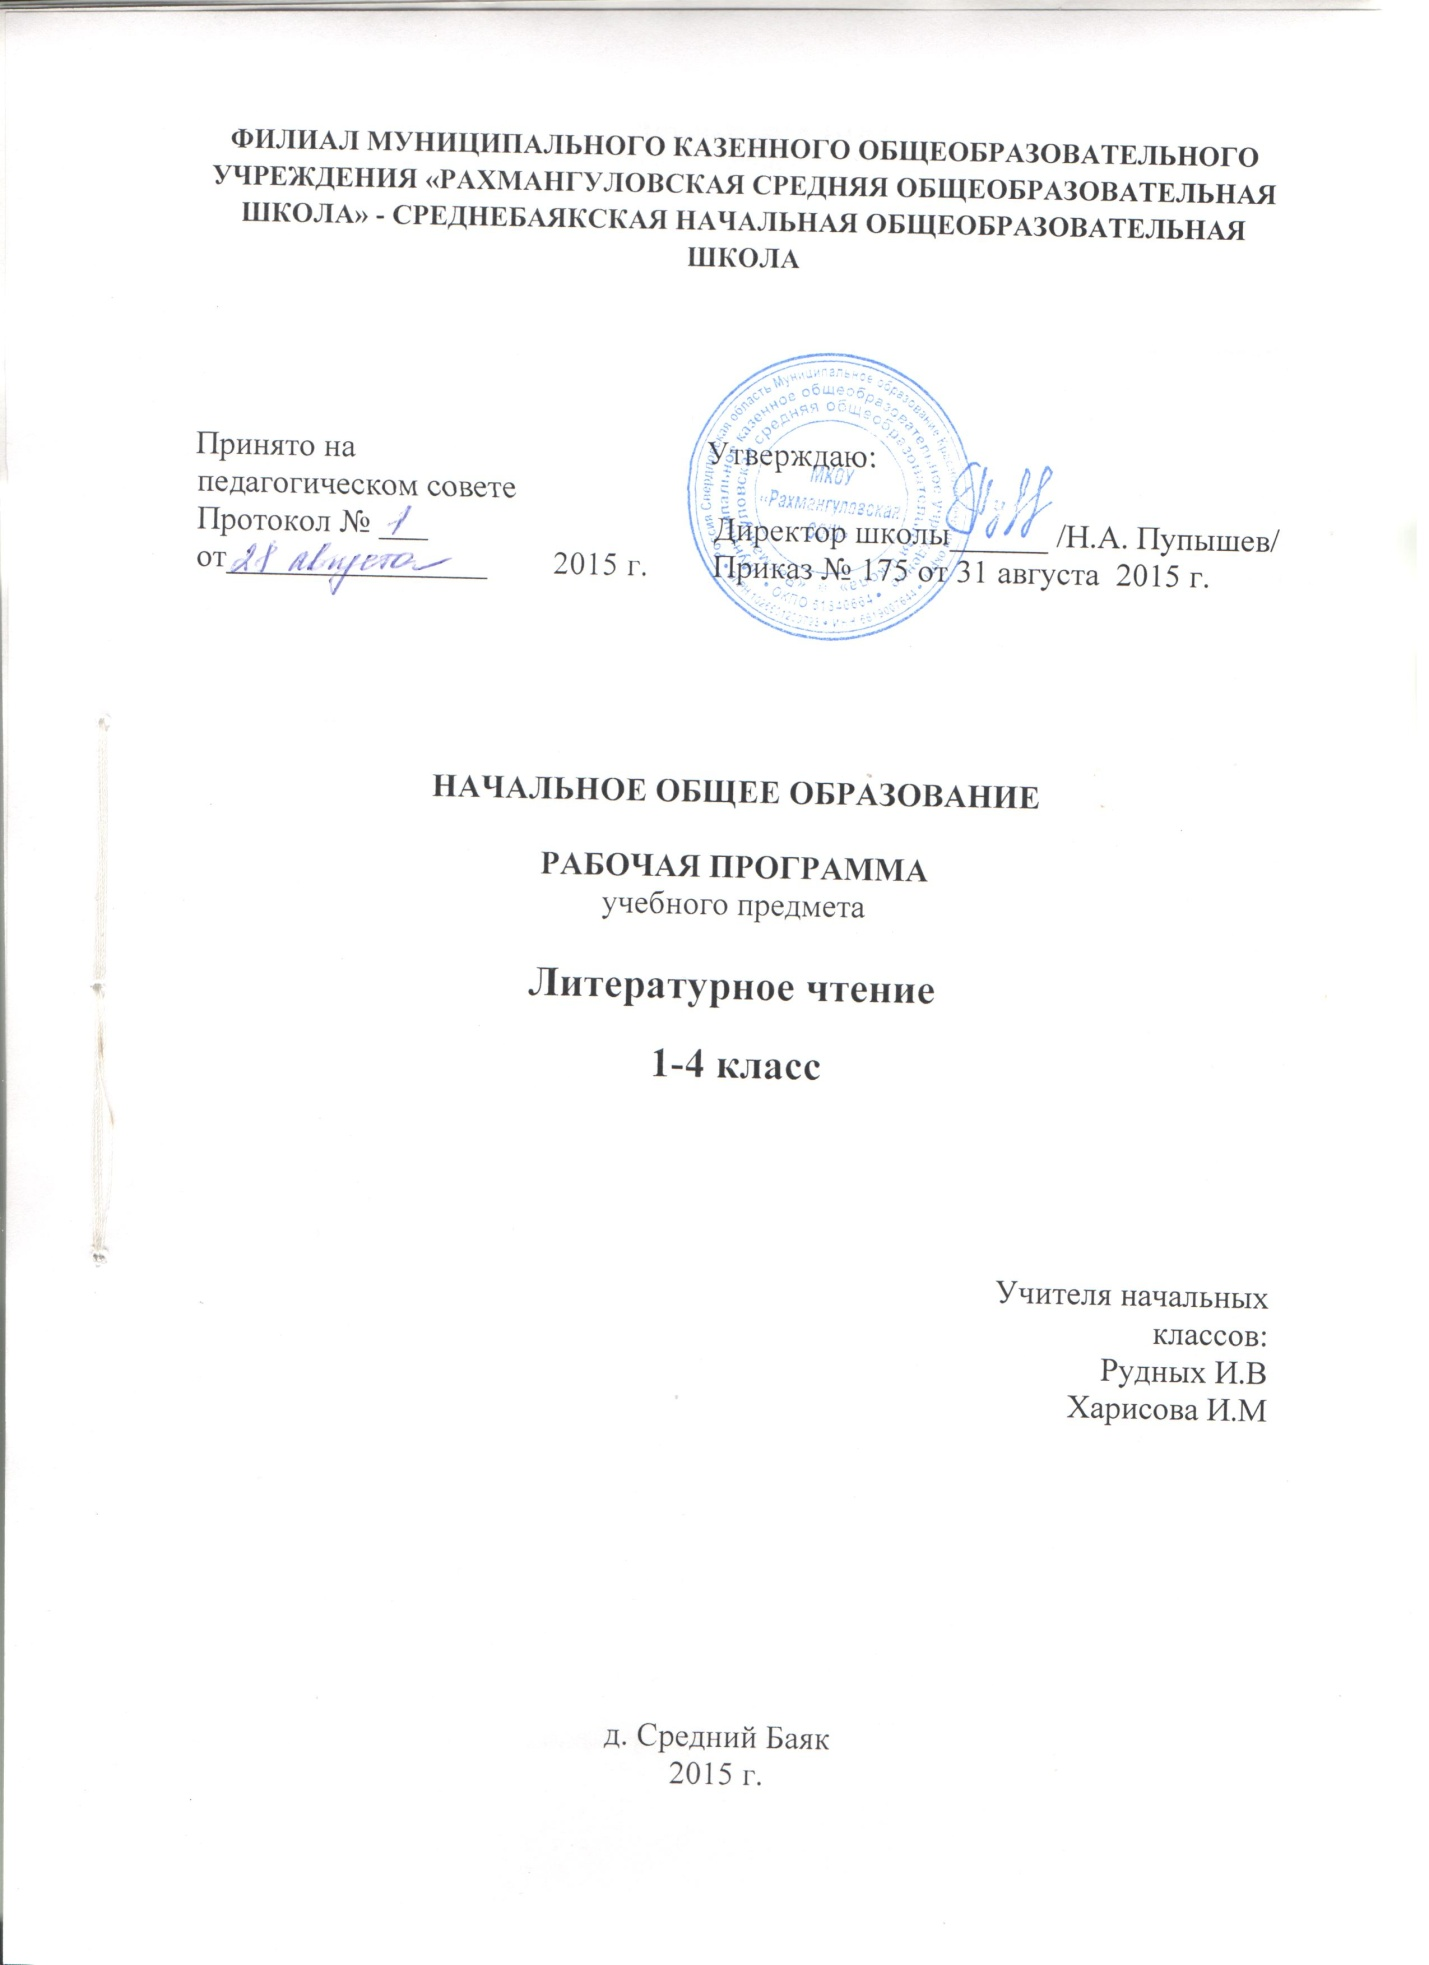 ФИЛИАЛ МУНИЦИПАЛЬНОГО КАЗЕННОГО ОБЩЕОБРАЗОВАТЕЛЬНОГО
УЧРЕЖДЕНИЯ «РАХМАНГУЛОВСКАЯ СРЕДНЯЯ ОБЩЕОБРАЗОВАТЕЛЬНАЯ
ШКОЛА» - СРЕДНЕБАЯКСКАЯ НАЧАЛЬНАЯ ОБЩЕОБРАЗОВАТЕЛЬНАЯ
ШКОЛА
Принято на
педагогическом совете
Протокол № 1
от 28 августа 2015 г.
Утверждаю:
Директор школы______ /Н.А. Пупышев/
Приказ № 175 от 31 августа 2015 г.
МКОУ
«Рахмангуловская
НАЧАЛЬНОЕ ОБЩЕЕ ОБРАЗОВАНИЕ
РАБОЧАЯ ПРОГРАММА
учебного предмета
Литературное чтение
1-4 класс
Учителя начальных
классов:
Рудных И.В
Харисова И.М
д. Средний Баяк
2015 г.